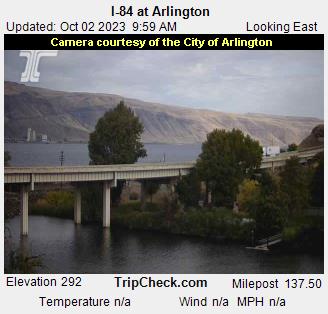 I-84 at Arlington
Updated: Oct 02 2023 9:59 AM Looking East
Camera courtesy of the City of Arlington
Elevation 292 TripCheck.com Milepost 137.50
Temperature n/a Wind n/a MPH n/a